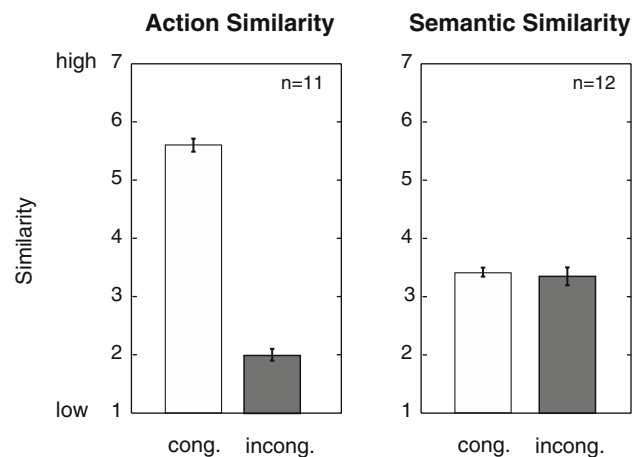 Action Similarity
Semantic Similarity
high 7
n=11
6
5
4
3
2
low 1
Similarity
cong. incong.
7
n=12
6
5
4
3
2
1
cong. incong.